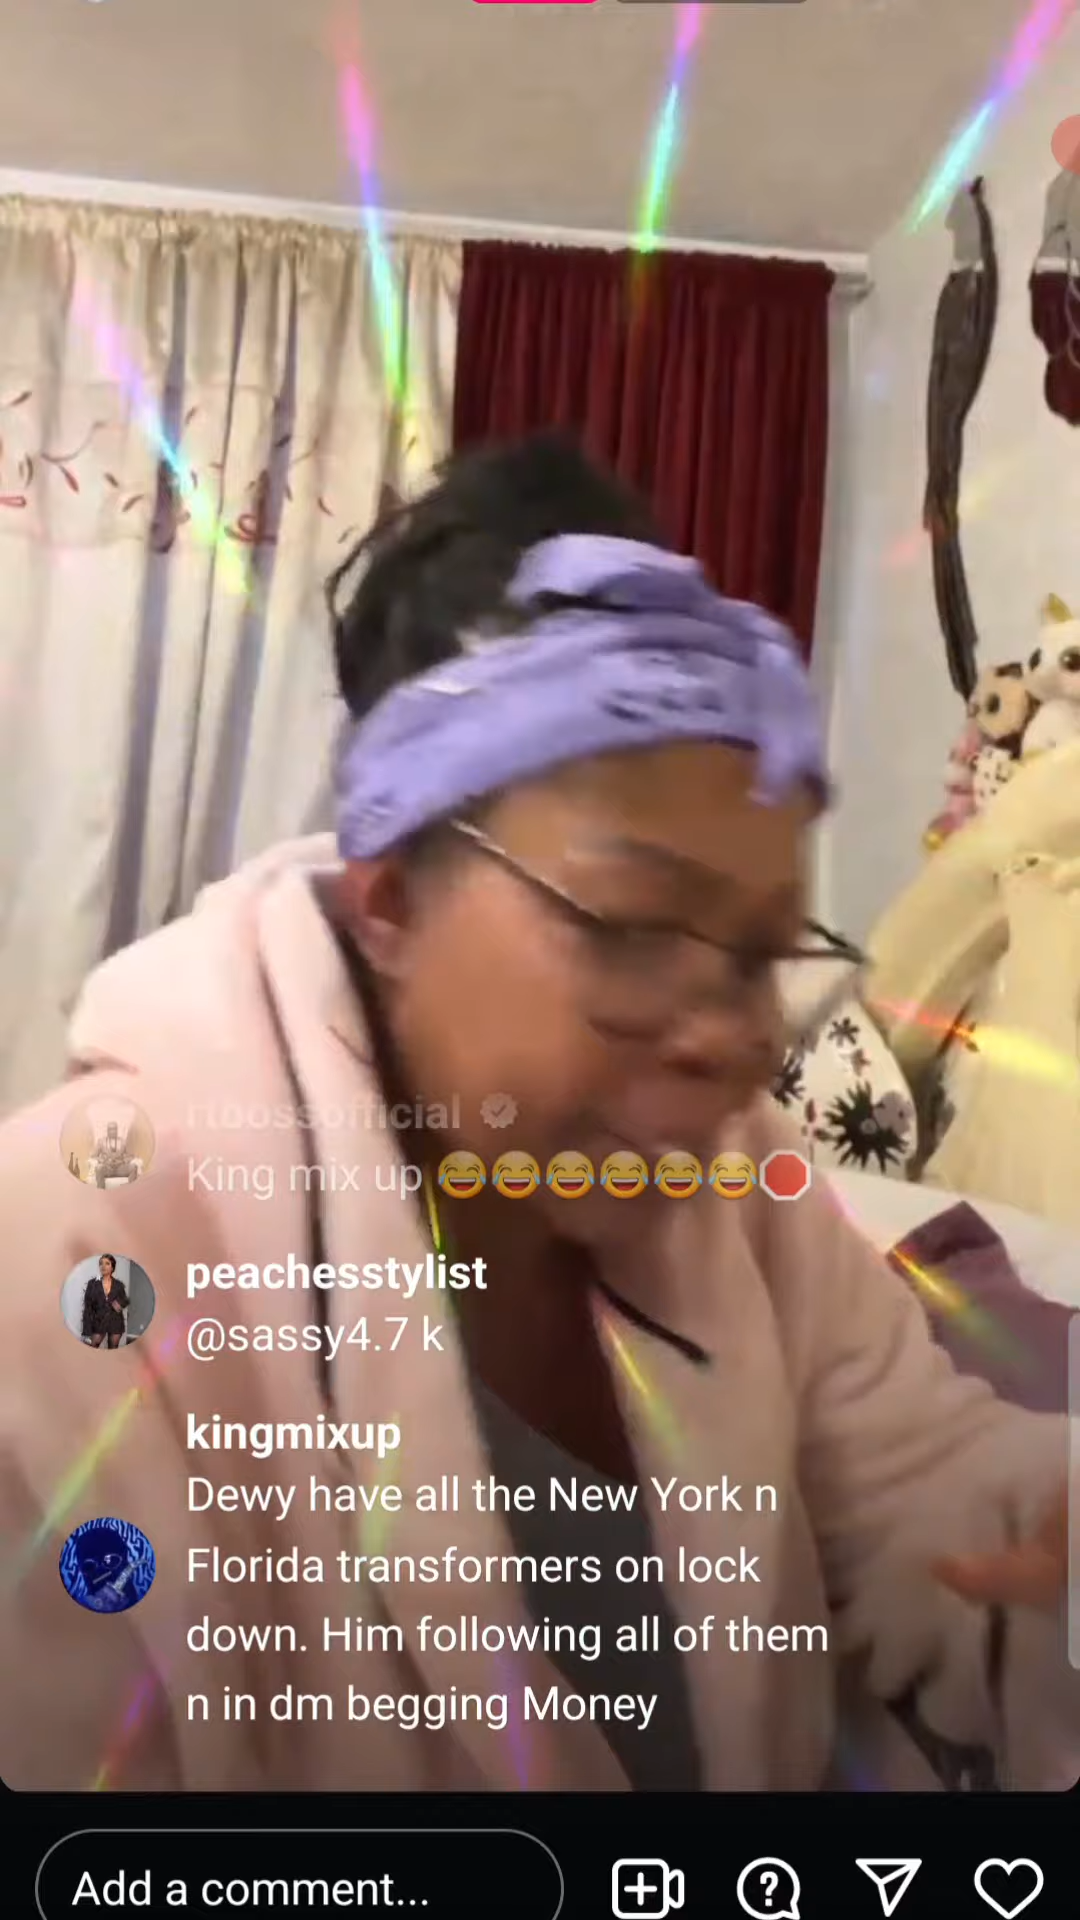 King mix up 😂😂😂😂😂😂🛑
peachesstylist
@sassy4.7 k
kingmixup
Dewy have all the New York n
Florida transformers on lock
down. Him following all of them
n in dm begging Money
Add a comment...